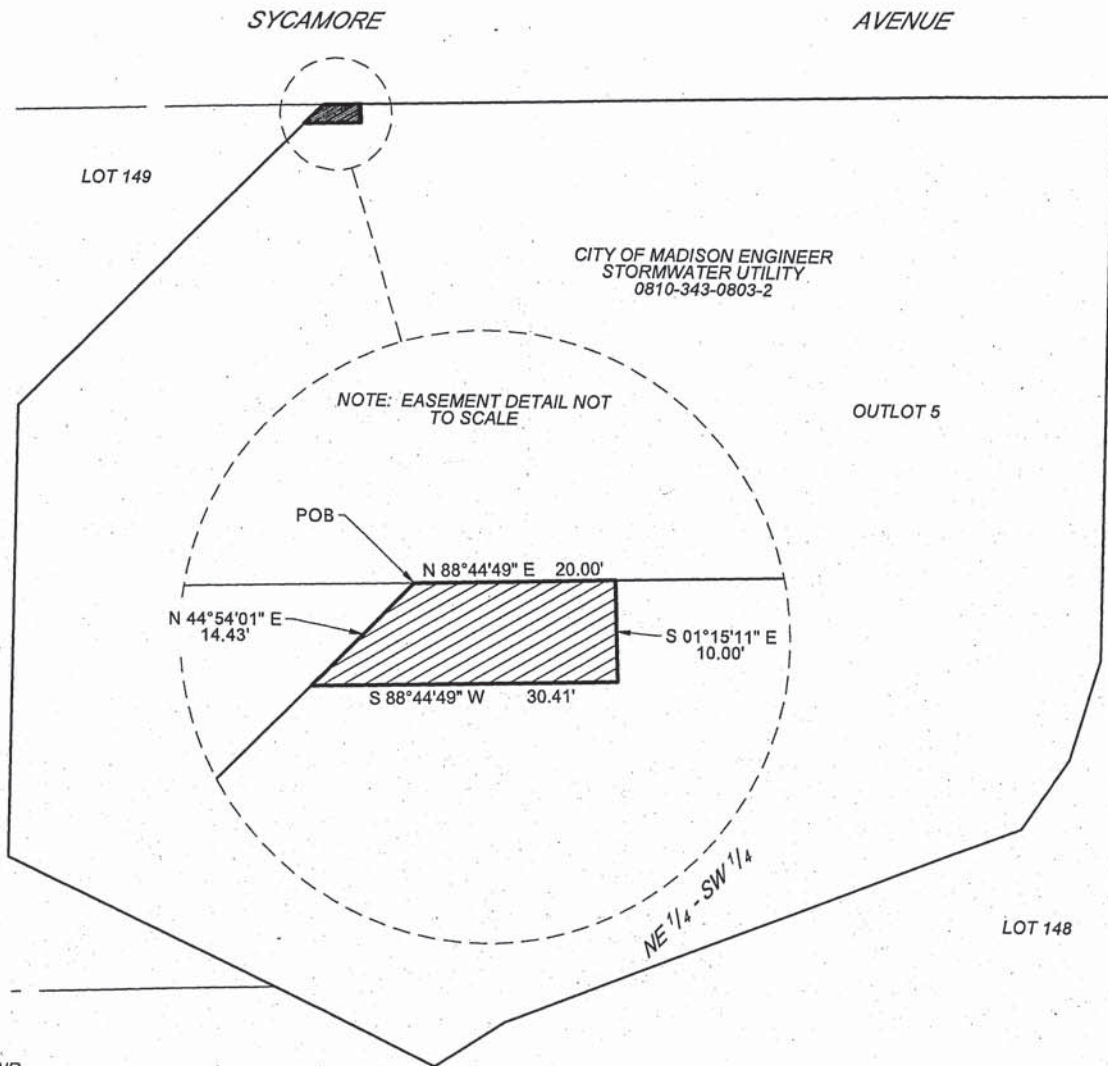 SYCAMORE AVENUE
LOT 149
CITY OF MADISON ENGINEER
STORMWATER UTILITY
0810-343-0803-2
NOTE: EASEMENT DETAIL NOT
TO SCALE
OUTLOT 5
POB
N 88°44'49" E 20.00'
N 44°54'01" E
14.43'
S 01°15'11" E
10.00'
S 88°44'49" W 30.41'
NE 1/4 - SW 1/4
LOT 148